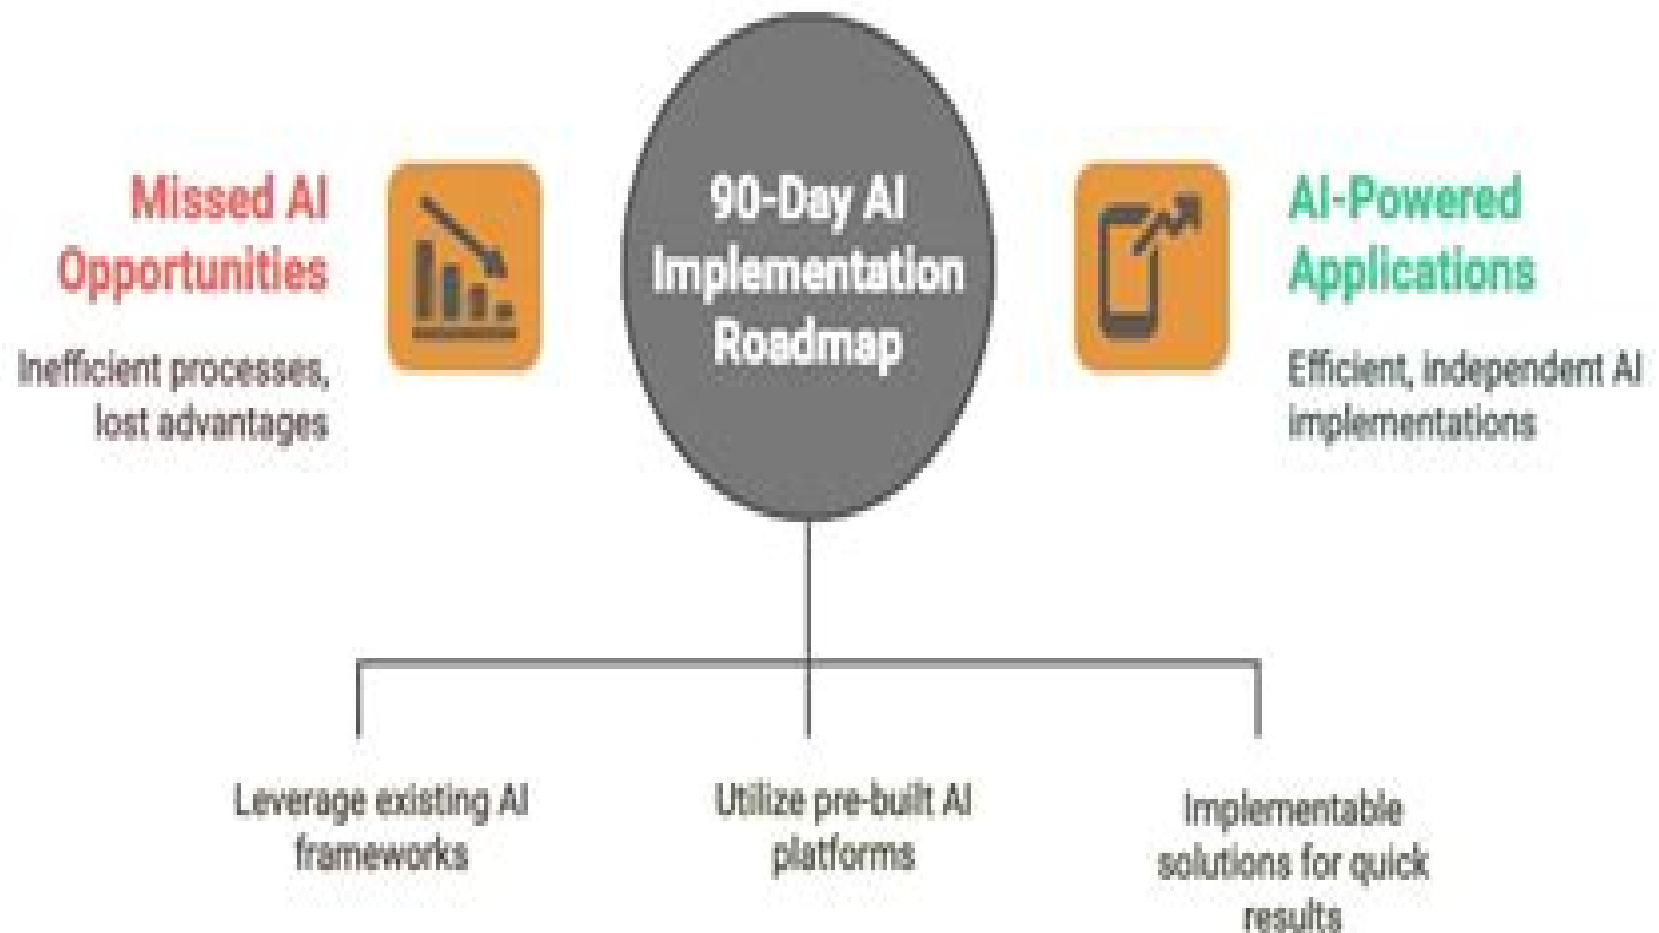 Missed AI
Opportunities
Inefficient processes,
lost advantages
90-Day AI
Implementation
Roadmap
AI-Powered
Applications
Efficient, independent AI
implementations
Leverage existing AI
frameworks
Utilize pre-built AI
platforms
Implementable
solutions for quick
results